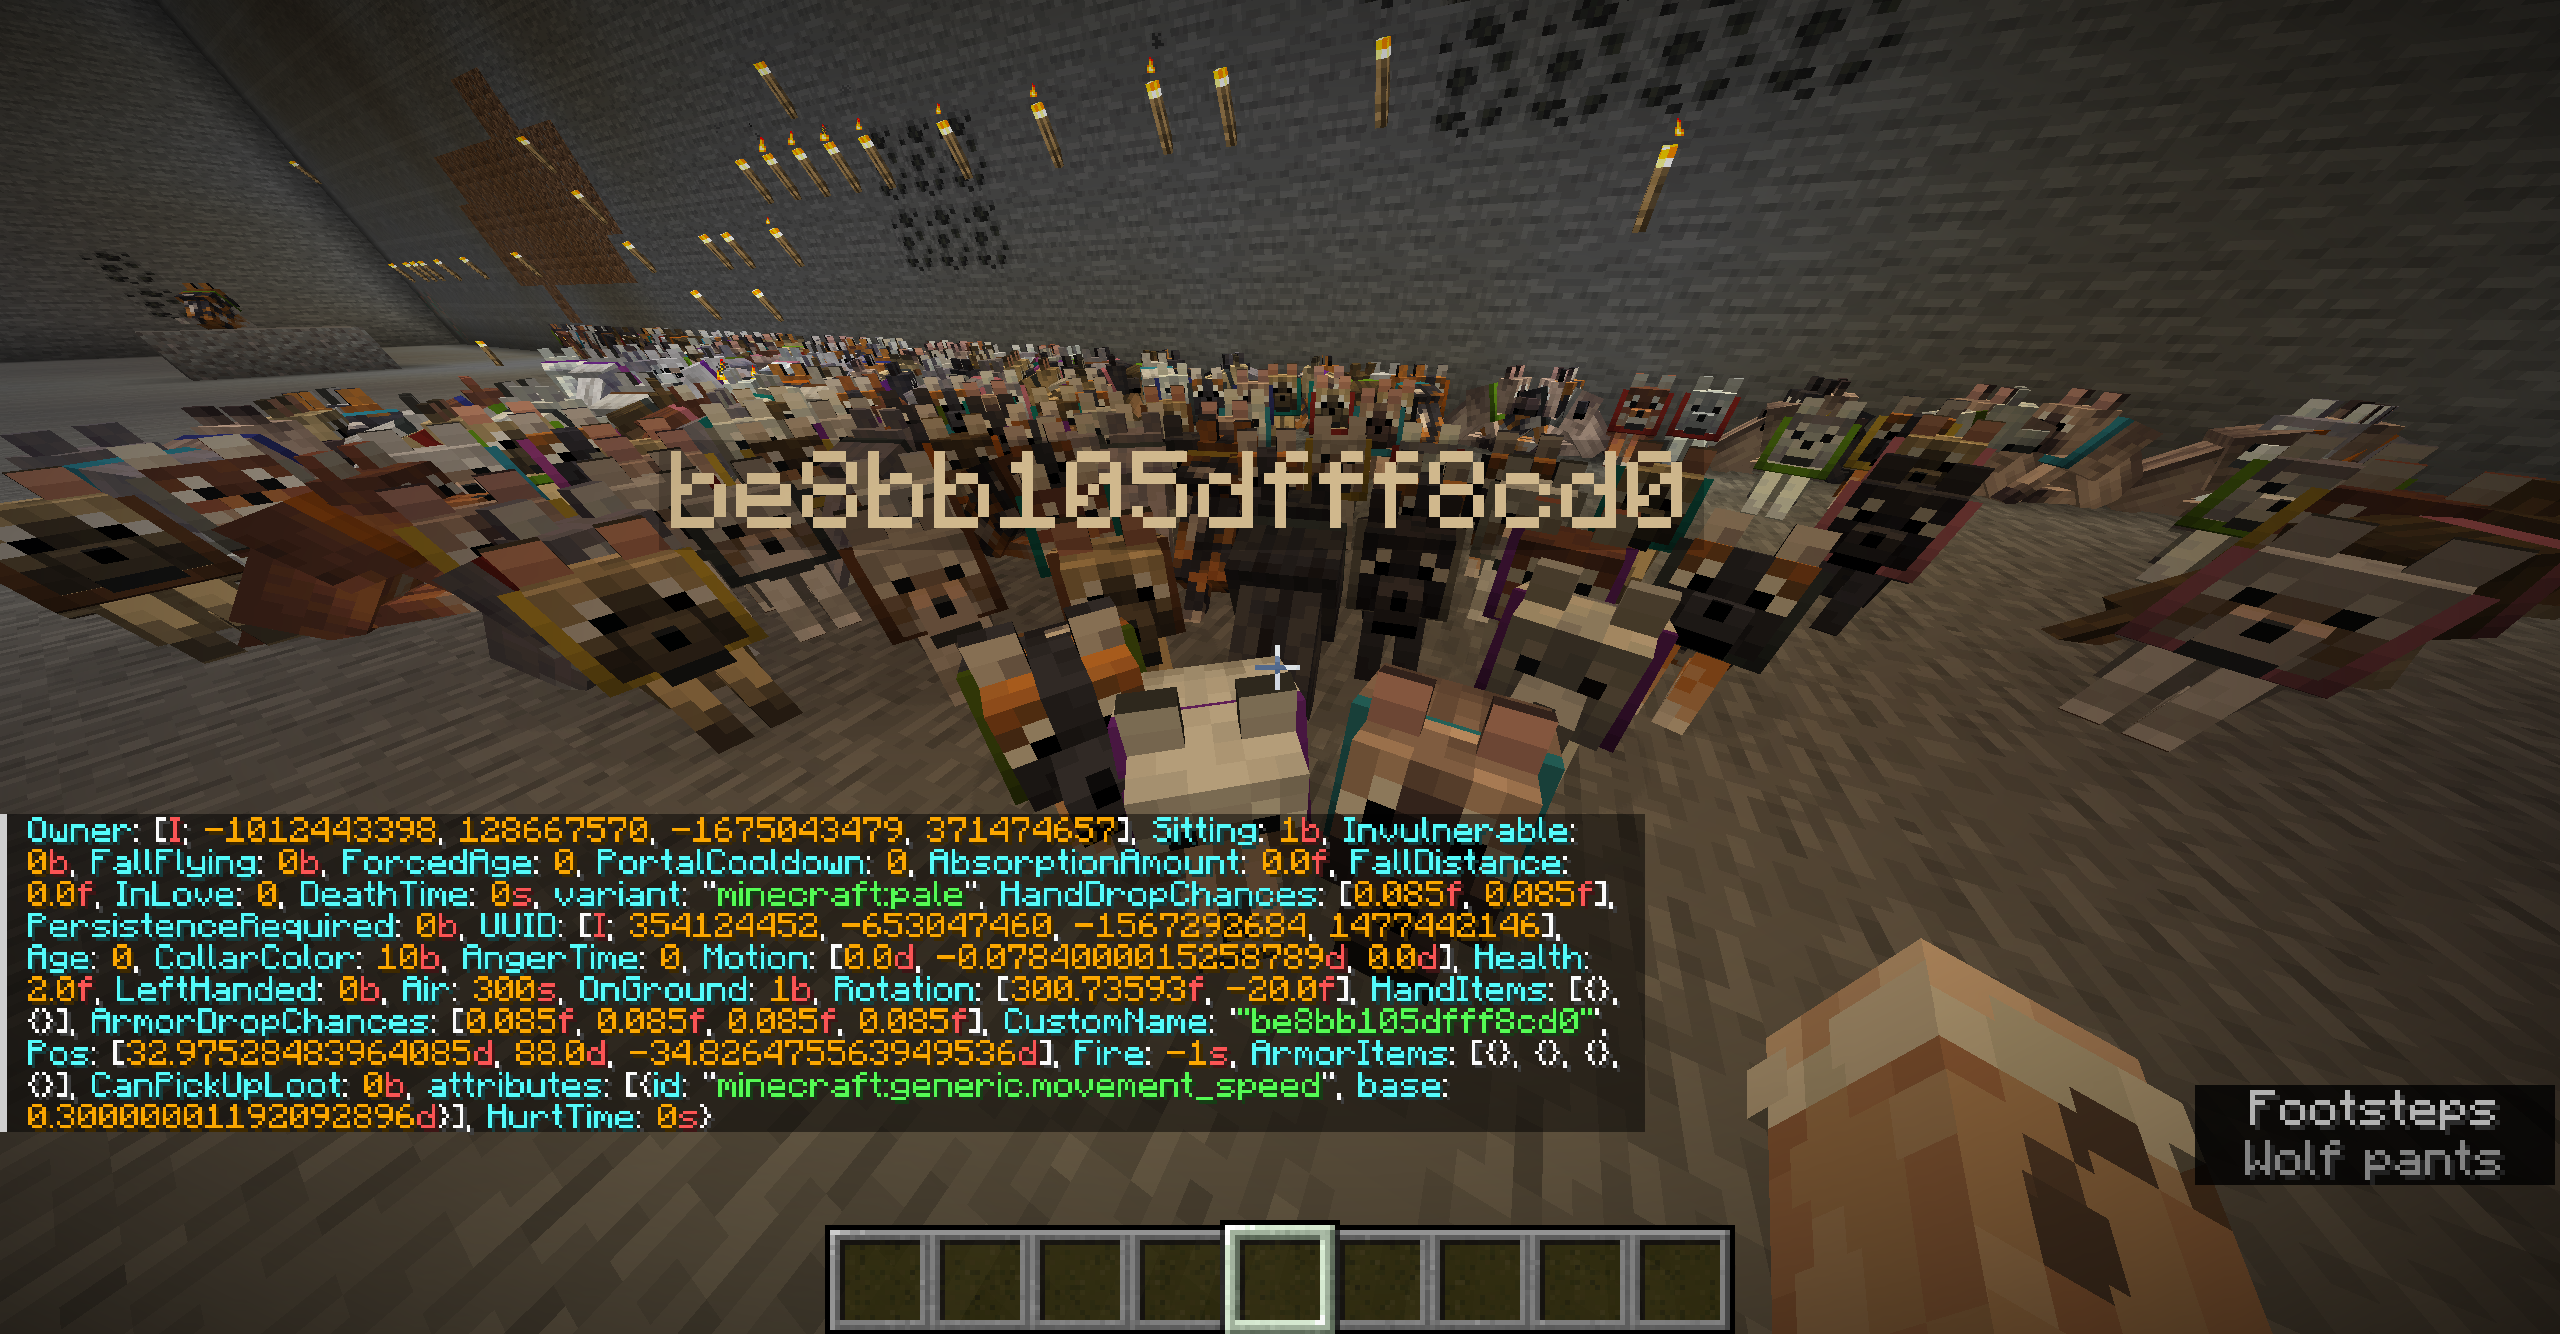 be8bb105dfff8cd0
Owner: [I; -1012443398, 128667570, -1675043479, 371474657], Sitting: 1b, Invulnerable:
0b, FallFlying: 0b, ForcedAge: 0, PortalCooldown: 0, AbsorptionAmount: 0.0f, FallDistance:
0.0f, InLove: 0, DeathTime: 0s, variant: "minecraft:pale", HandDropChances: [0.085f, 0.085f],
PersistenceRequired: 0b, UUID: [I; 354124452, -653047460, -1567292684, 1477442146],
Age: 0, CollarColor: 10b, AngerTime: 0, Motion: [0.0d, -0.0784000015258789d, 0.0d], Health:
2.0f, LeftHanded: 0b, Air: 300s, OnGround: 1b, Rotation: [300.73593f, -20.0f], HandItems: [{},
{}], ArmorDropChances: [0.085f, 0.085f, 0.085f, 0.085f], CustomName: '"be8bb105dfff8cd0"',
Pos: [32.97528483964085d, 88.0d, -34.8264755563949536d], Fire: -1s, ArmorItems: [{}, {}, {},
{}], CanPickUpLoot: 0b, attributes: [{id: "minecraft:generic.movement_speed", base:
0.30000001192092896d}], HurtTime: 0s}
Footsteps
Wolf pants